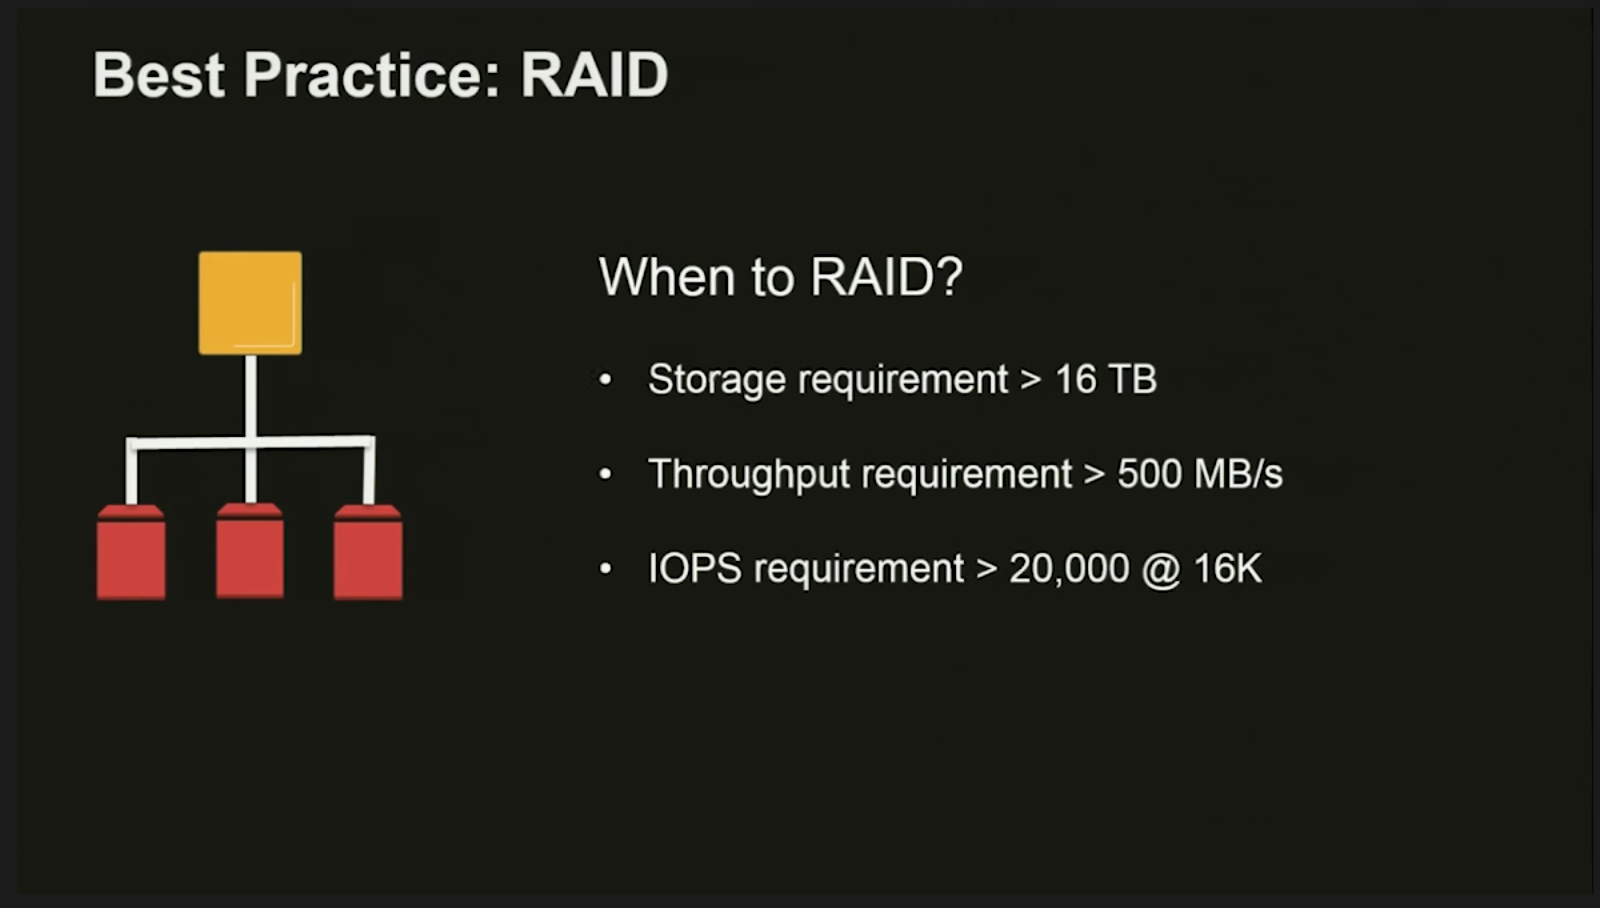 Best Practice: RAID
When to RAID?
• Storage requirement > 16 TB
• Throughput requirement > 500 MB/s
• IOPS requirement > 20,000 @ 16K